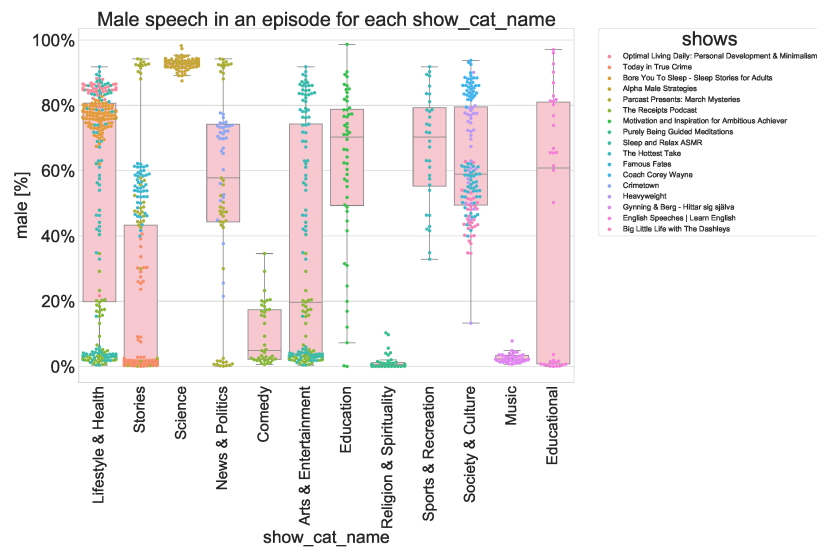 Male speech in an episode for each show_cat_name
male [%]
100%
80%
60%
40%
20%
0%
Lifestyle & Health
Stories
Science
News & Politics
Comedy
Arts & Entertainment
Education
Religion & Spirituality
Sports & Recreation
Society & Culture
Music
Educational
show_cat_name
shows
Optimal Living Daily: Personal Development & Minimalism
Today in True Crime
Bore You To Sleep - Sleep Stories for Adults
Alpha Male Strategies
Parcast Presents: March Mysteries
The Receipts Podcast
Motivation and Inspiration for Ambitious Achiever
Purely Being Guided Meditations
Sleep and Relax ASMR
The Hottest Take
Famous Fates
Coach Corey Wayne
Crimetown
Heavyweight
Gynning & Berg - Hittar sig själva
English Speeches | Learn English
Big Little Life with The Dashleys